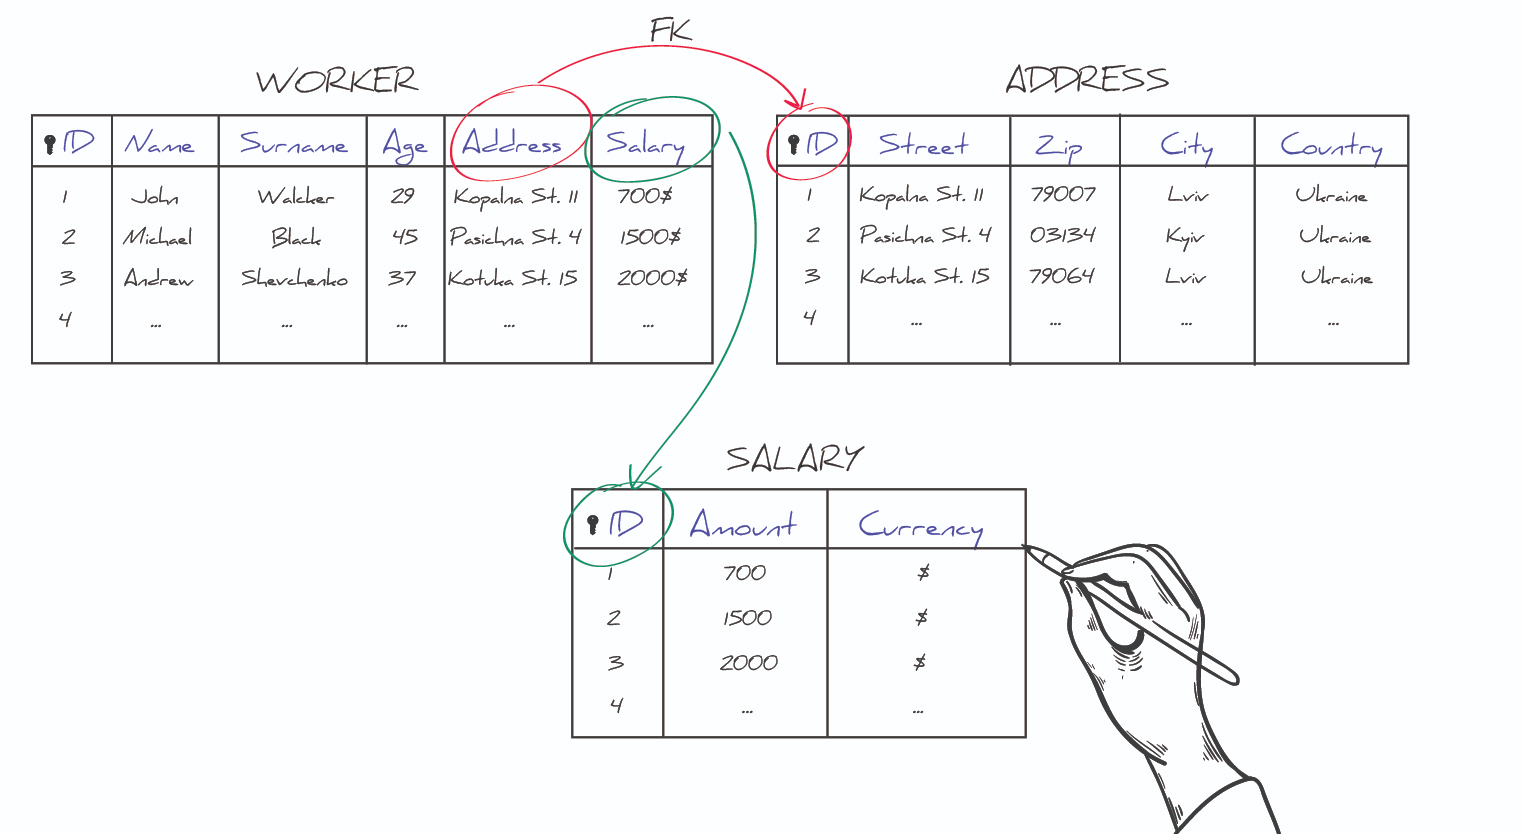 FK
WORKER
ID Name Surname Age Address Salary
1 John Walcker 29 Kopalna St. 11 700$
2 Michael Black 45 Pasichna St. 4 1500$
3 Andrew Shevchenko 37 Kotuka St. 15 2000$
4 ... ... ... ... ...
ADDRESS
ID Street Zip City Country
1 Kopalna St. 11 79007 Lviv Ukraine
2 Pasichna St. 4 03134 Kyiv Ukraine
3 Kotuka St. 15 79064 Lviv Ukraine
4 ... ... ... ...
SALARY
ID Amount Currency
1 700 $
2 1500 $
3 2000 $
4 ... ...